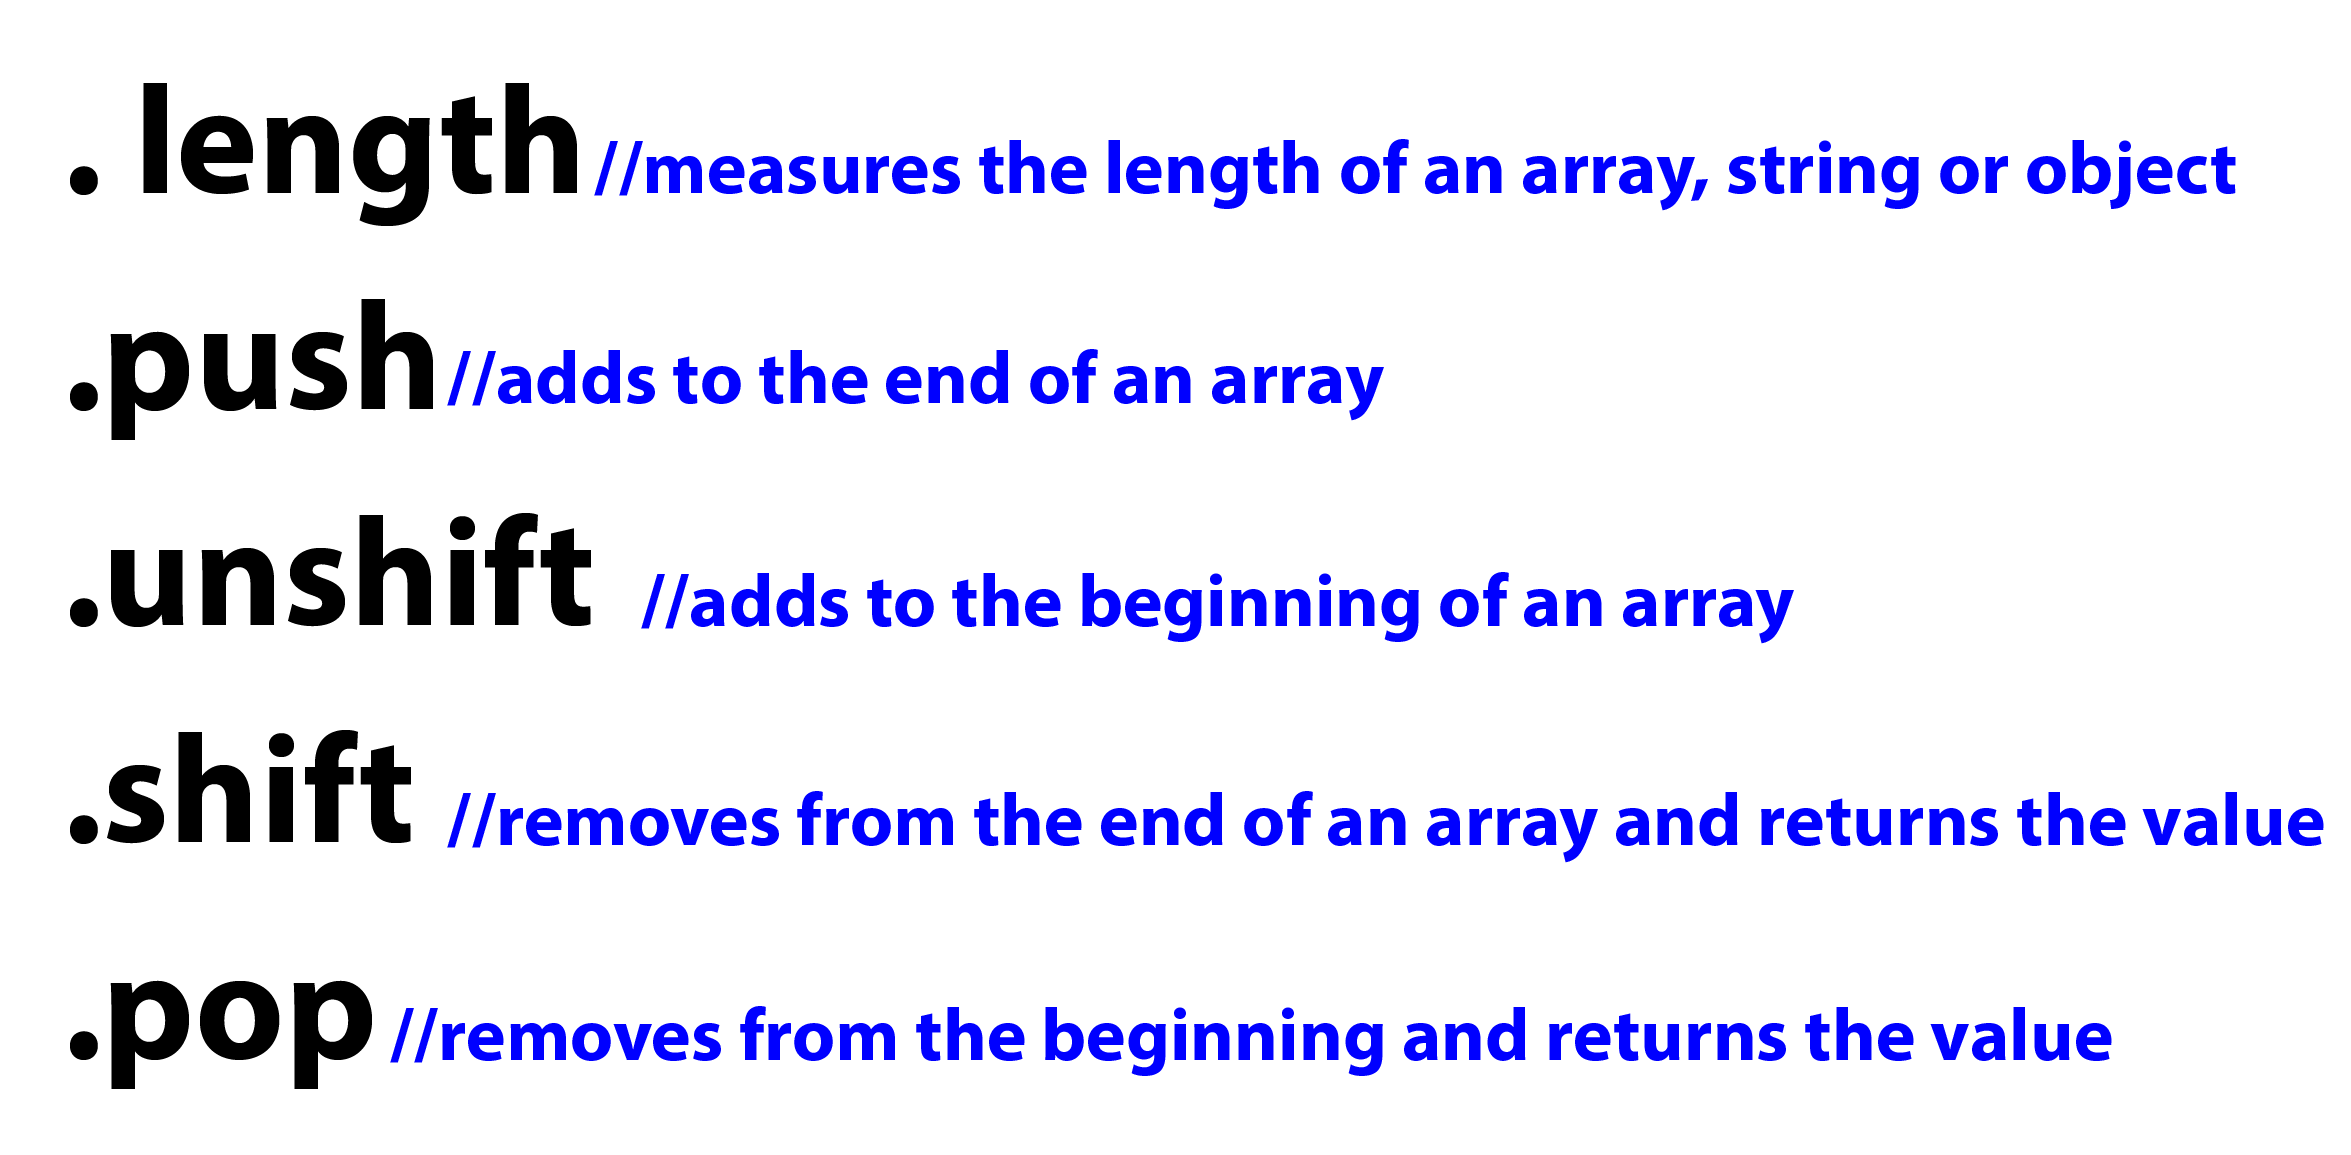 . length //measures the length of an array, string or object
.push //adds to the end of an array
.unshift //adds to the beginning of an array
.shift //removes from the end of an array and returns the value
.pop //removes from the beginning and returns the value